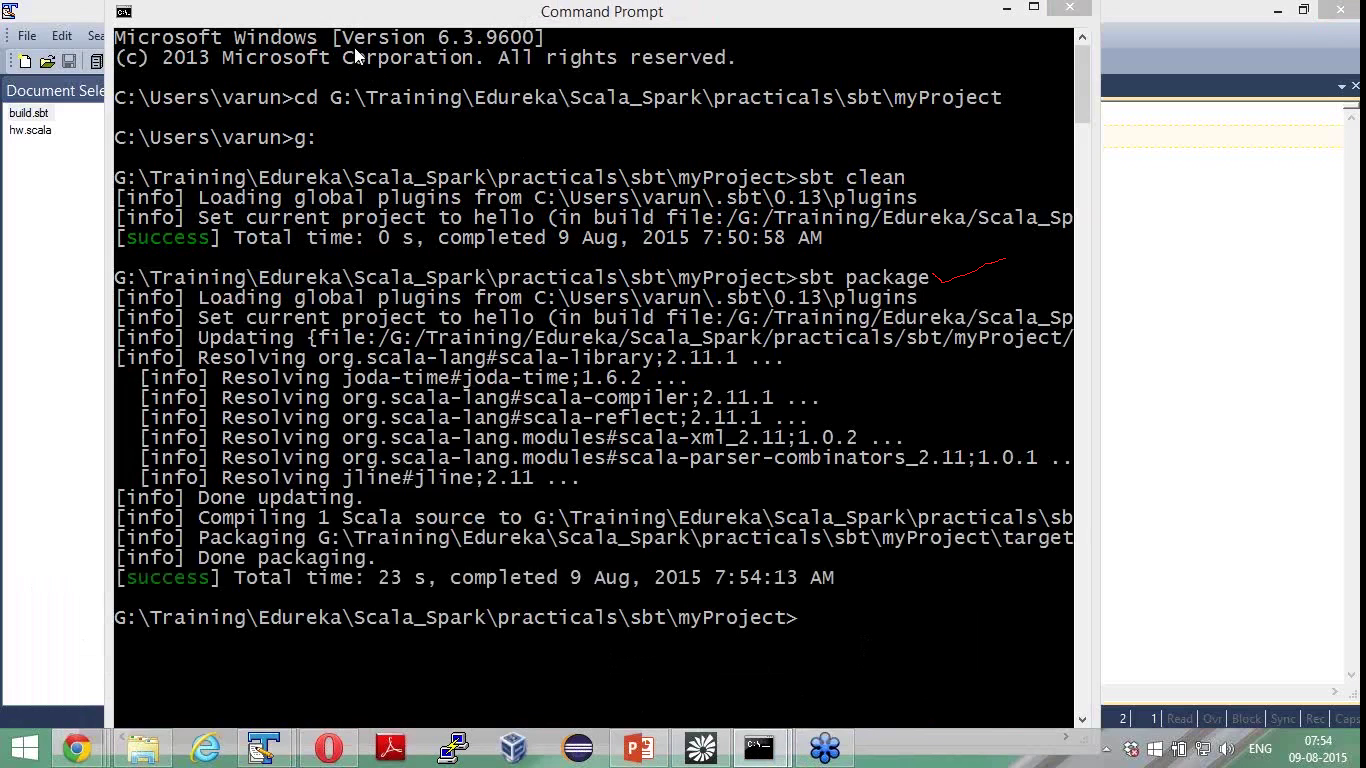 Command Prompt
File Edit Sea
Document Sele
build.sbt
hw.scala
Microsoft Windows [Version 6.3.9600]
(c) 2013 Microsoft Corporation. All rights reserved.
C:\Users\varun>cd G:\Training\Edureka\Scala_Spark\practicals\sbt\myProject
C:\Users\varun>g:
G:\Training\Edureka\Scala_Spark\practicals\sbt\myProject>sbt clean
[info] Loading global plugins from C:\Users\varun\.sbt\0.13\plugins
[info] Set current project to hello (in build file:/G:/Training/Edureka/Scala_Sp
[success] Total time: 0 s, completed 9 Aug, 2015 7:50:58 AM
G:\Training\Edureka\Scala_Spark\practicals\sbt\myProject>sbt package
[info] Loading global plugins from C:\Users\varun\.sbt\0.13\plugins
[info] Set current project to hello (in build file:/G:/Training/Edureka/Scala_Sp
[info] Updating {file:/G:/Training/Edureka/Scala_Spark/practicals/sbt/myProject/
[info] Resolving org.scala-lang#scala-library;2.11.1 ...
[info] Resolving joda-time#joda-time;1.6.2 ...
[info] Resolving org.scala-lang#scala-compiler;2.11.1 ...
[info] Resolving org.scala-lang#scala-reflect;2.11.1 ...
[info] Resolving org.scala-lang.modules#scala-xml_2.11;1.0.2 ...
[info] Resolving org.scala-lang.modules#scala-parser-combinators_2.11;1.0.1 ..
[info] Resolving jline#jline;2.11 ...
[info] Done updating.
[info] Compiling 1 Scala source to G:\Training\Edureka\Scala_Spark\practicals\sb
[info] Packaging G:\Training\Edureka\Scala_Spark\practicals\sbt\myProject\target
[info] Done packaging.
[success] Total time: 23 s, completed 9 Aug, 2015 7:54:13 AM
G:\Training\Edureka\Scala_Spark\practicals\sbt\myProject>
2 1 Read Ovr Block Sync Rec Caps
ENG 07:54
09-08-2015